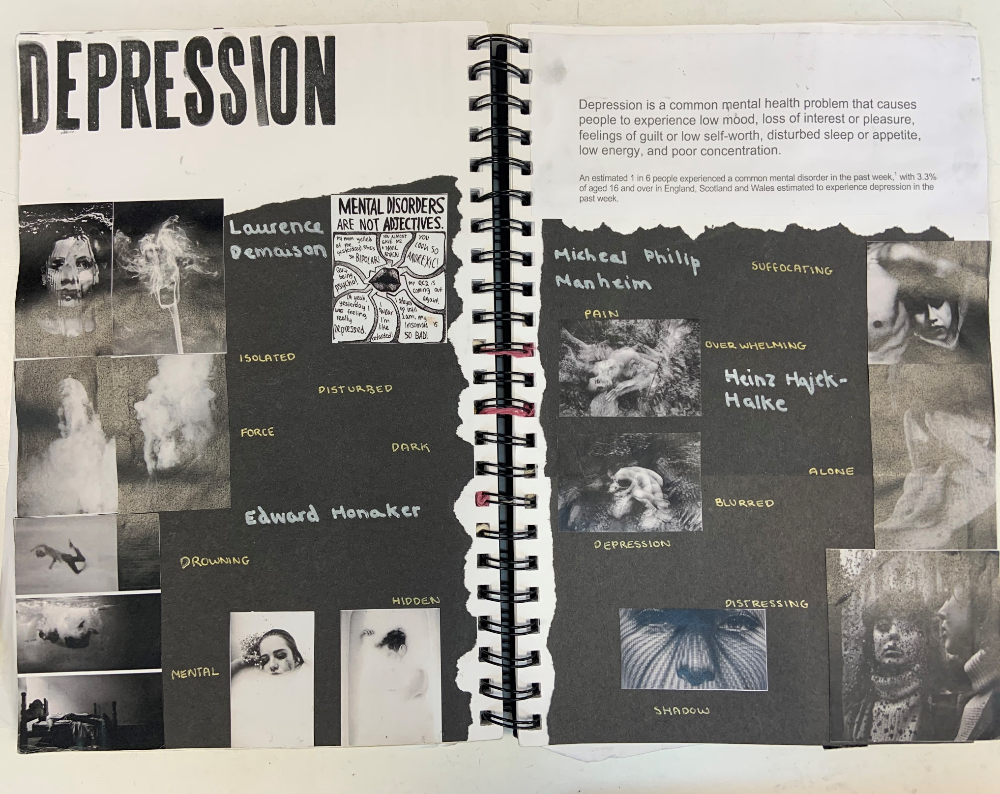 DEPRESSION
Laurence
Demaison
MENTAL DISORDERS
ARE NOT ADJECTIVES.
my mom yelled
at me
yesterday! She's
so BIPOLAR!
YOU ALMOST
GAVE ME
A PANIC
ATTACK!
YOU
LOOK SO
ANOREXIC!
Quit
being
psycho!
my O.C.D. is
coming out
again!
Oh yeah,
yesterday I
was feeling
really
Depressed.
I
swear
I'm
like
retarded!
I stayed
up until
1am, my
Insomnia is
SO BAD!
ISOLATED
DISTURBED
FORCE
DARK
Edward Honaker
DROWNING
HIDDEN
MENTAL
Depression is a common mental health problem that causes
people to experience low mood, loss of interest or pleasure,
feelings of guilt or low self-worth, disturbed sleep or appetite,
low energy, and poor concentration.
An estimated 1 in 6 people experienced a common mental disorder in the past week,1 with 3.3%
of aged 16 and over in England, Scotland and Wales estimated to experience depression in the
past week.
Micheal Philip
Manheim
SUFFOCATING
PAIN
OVERWHELMING
Heinz Hajek-
Halke
ALONE
BLURRED
DEPRESSION
DISTRESSING
SHADOW